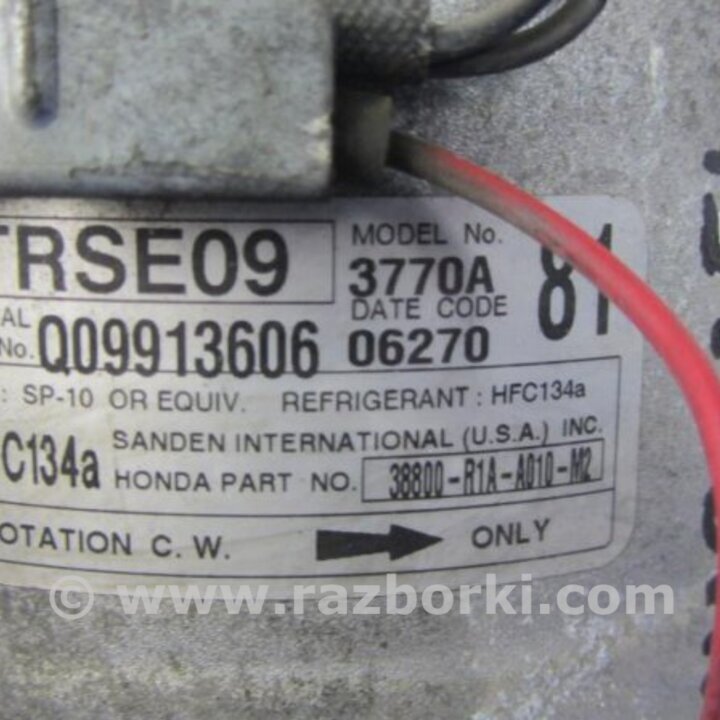 TRSE09
MODEL No.
3770A
81
AL
No. Q09913606
DATE CODE
06270
: SP-10 OR EQUIV. REFRIGERANT : HFC134a
C134a
SANDEN INTERNATIONAL (U.S.A.) INC.
HONDA PART NO. 38800-R1A-A010-M2
OTATION C. W. ONLY
© www.razborki.com